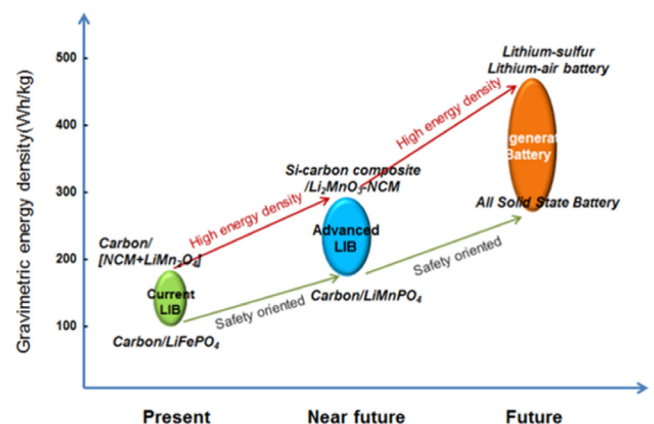 Gravimetric energy density(Wh/kg)
500
400
300
200
100
Lithium-sulfur
Lithium-air battery
High energy density
generat
Battery
Si-carbon composite
/Li₂MnO₃-NCM
All Solid State Battery
High energy density
Advanced
LIB
Safety oriented
Carbon/
[NCM+LiMn₂O₄]
Current
LIB
Safety oriented
Carbon/LiMnPO₄
Carbon/LiFePO₄
Present
Near future
Future